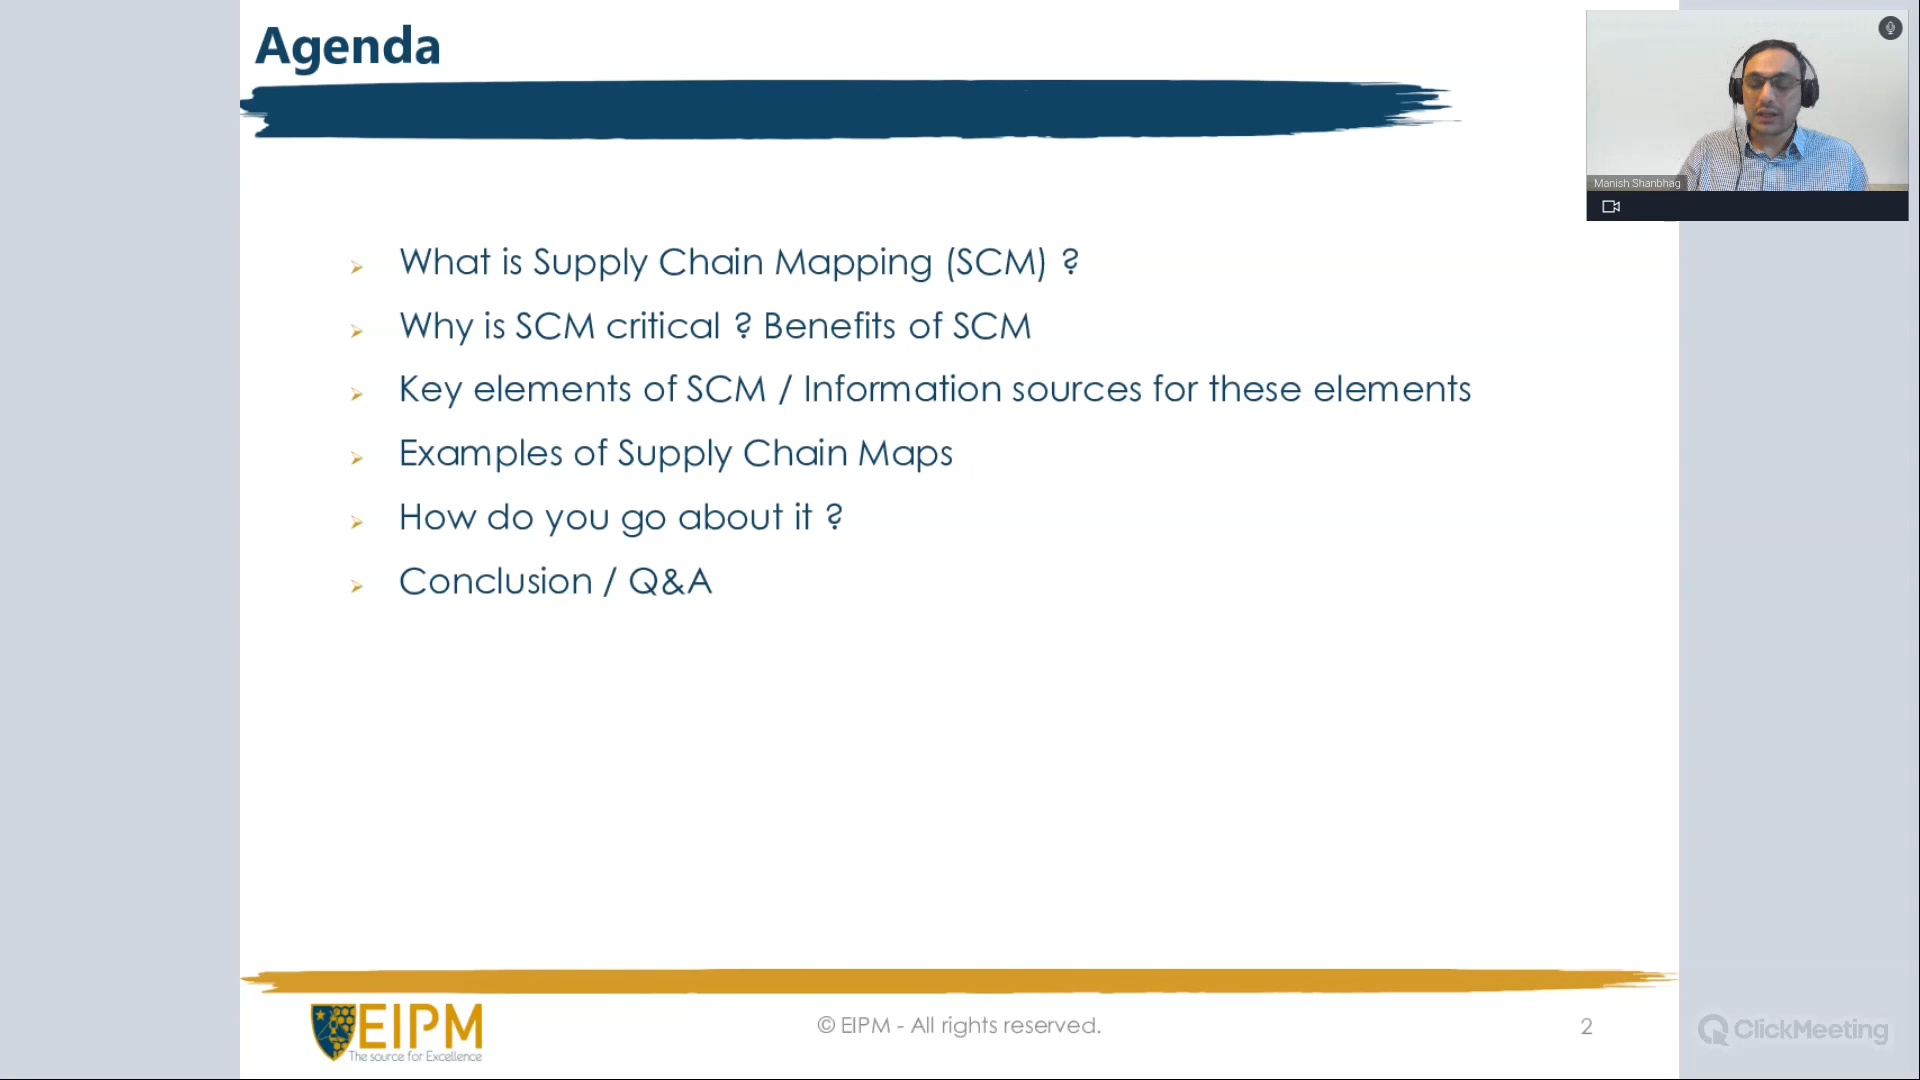 Agenda
Manish Shanbhag
What is Supply Chain Mapping (SCM) ?
Why is SCM critical ? Benefits of SCM
Key elements of SCM / Information sources for these elements
Examples of Supply Chain Maps
How do you go about it ?
Conclusion / Q&A
EIPM
The source for Excellence
© EIPM - All rights reserved.
2
ClickMeeting